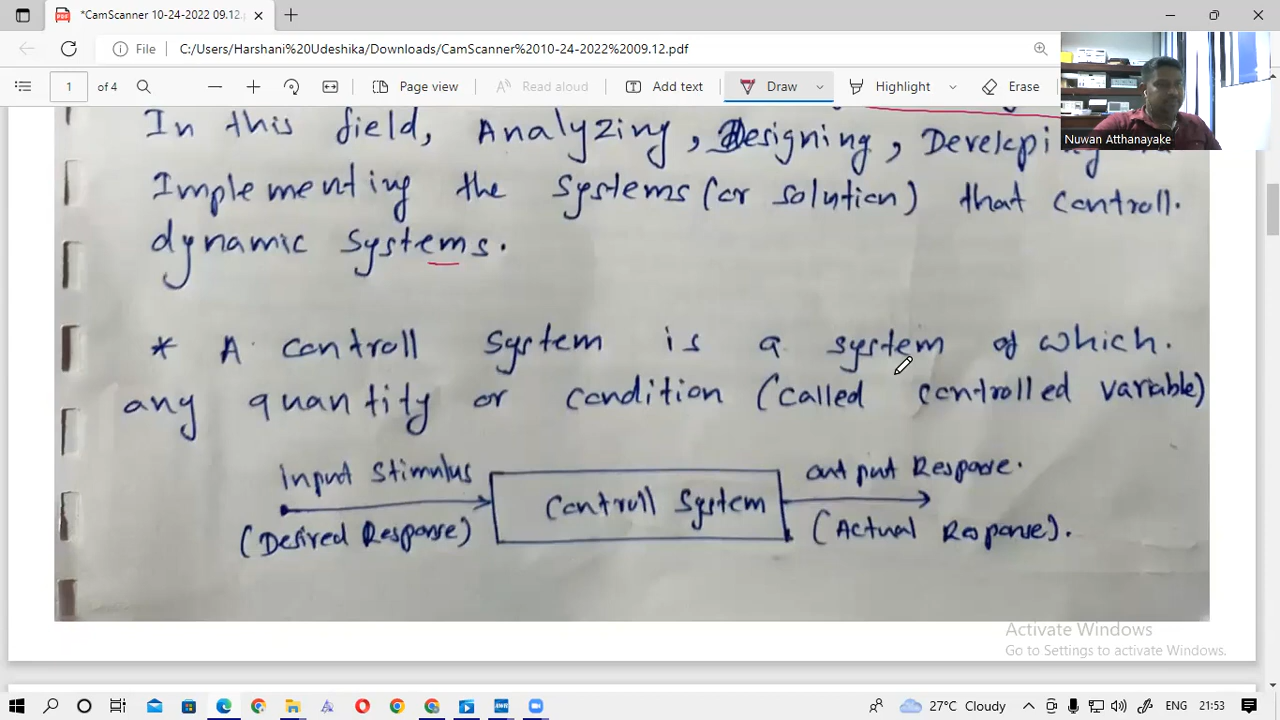 *CamScanner 10-24-2022 09.12.p
File C:/Users/Harshani%20Udeshika/Downloads/CamScanner%2010-24-2022%2009.12.pdf
1 of 4 Page view Read aloud Add text Draw Highlight Erase
Nuwan Atthanayake
In this field, Analyzing, Designing,
Implementing the systems (or solution) that controll.
dynamic systems.
* A controll system is a system of which.
any quantity or condition (called controlled variable)
Input Stimulus
Output Response.
Controll System
(Desired Response)
(Actual Response).
Activate Windows
Go to Settings to activate Windows.
27°C Cloudy ENG 21:53